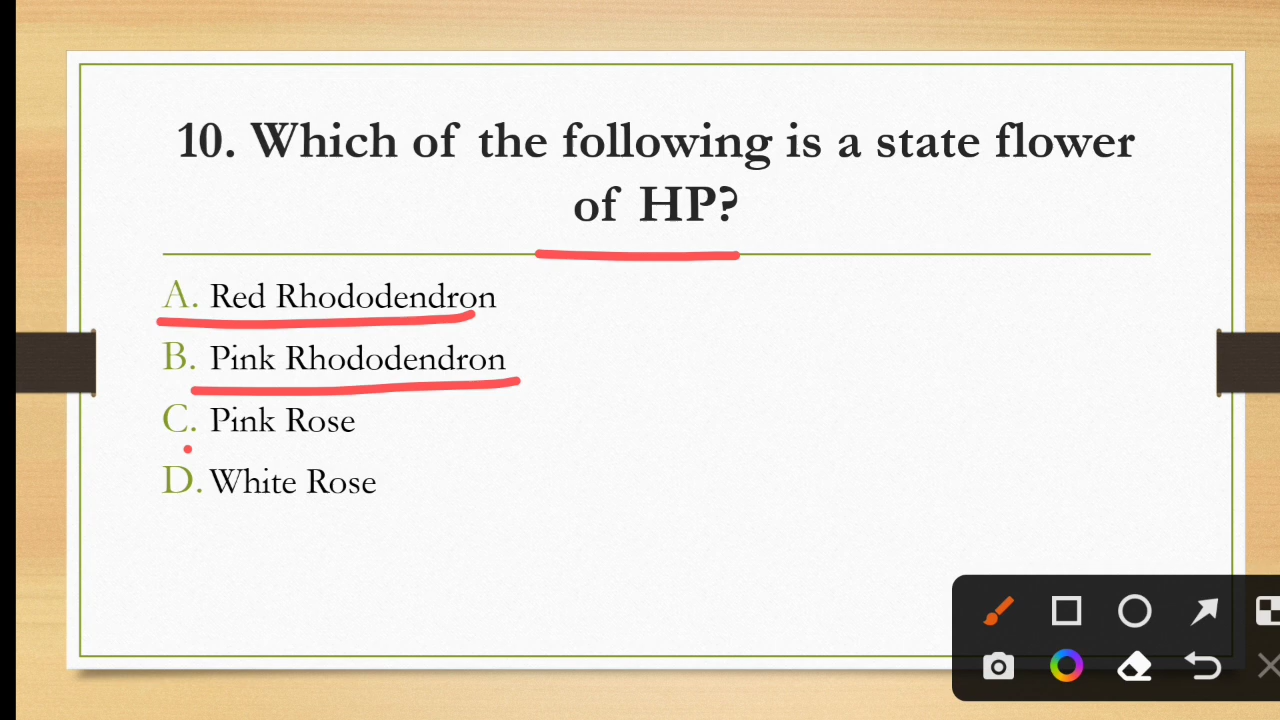 10. Which of the following is a state flower
of HP?
A. Red Rhododendron
B. Pink Rhododendron
C. Pink Rose
D. White Rose